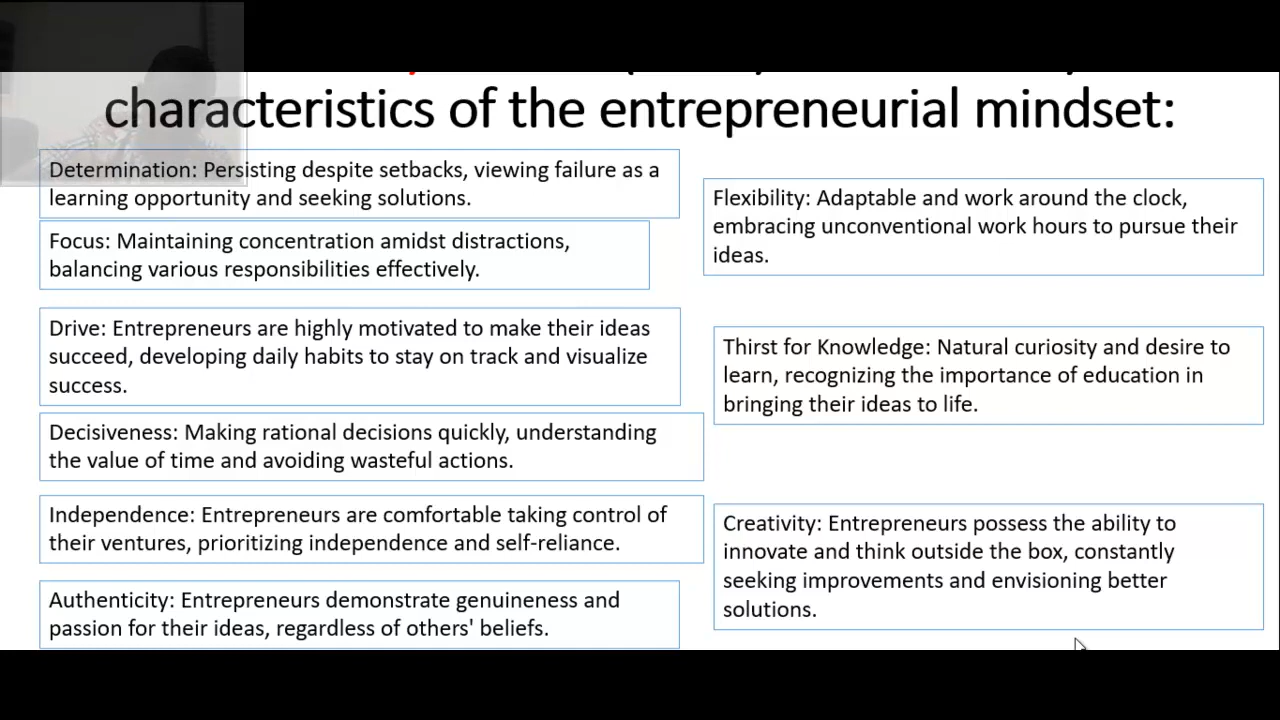 characteristics of the entrepreneurial mindset:
Determination: Persisting despite setbacks, viewing failure as a
learning opportunity and seeking solutions.
Focus: Maintaining concentration amidst distractions,
balancing various responsibilities effectively.
Drive: Entrepreneurs are highly motivated to make their ideas
succeed, developing daily habits to stay on track and visualize
success.
Decisiveness: Making rational decisions quickly, understanding
the value of time and avoiding wasteful actions.
Independence: Entrepreneurs are comfortable taking control of
their ventures, prioritizing independence and self-reliance.
Authenticity: Entrepreneurs demonstrate genuineness and
passion for their ideas, regardless of others' beliefs.
Flexibility: Adaptable and work around the clock,
embracing unconventional work hours to pursue their
ideas.
Thirst for Knowledge: Natural curiosity and desire to
learn, recognizing the importance of education in
bringing their ideas to life.
Creativity: Entrepreneurs possess the ability to
innovate and think outside the box, constantly
seeking improvements and envisioning better
solutions.